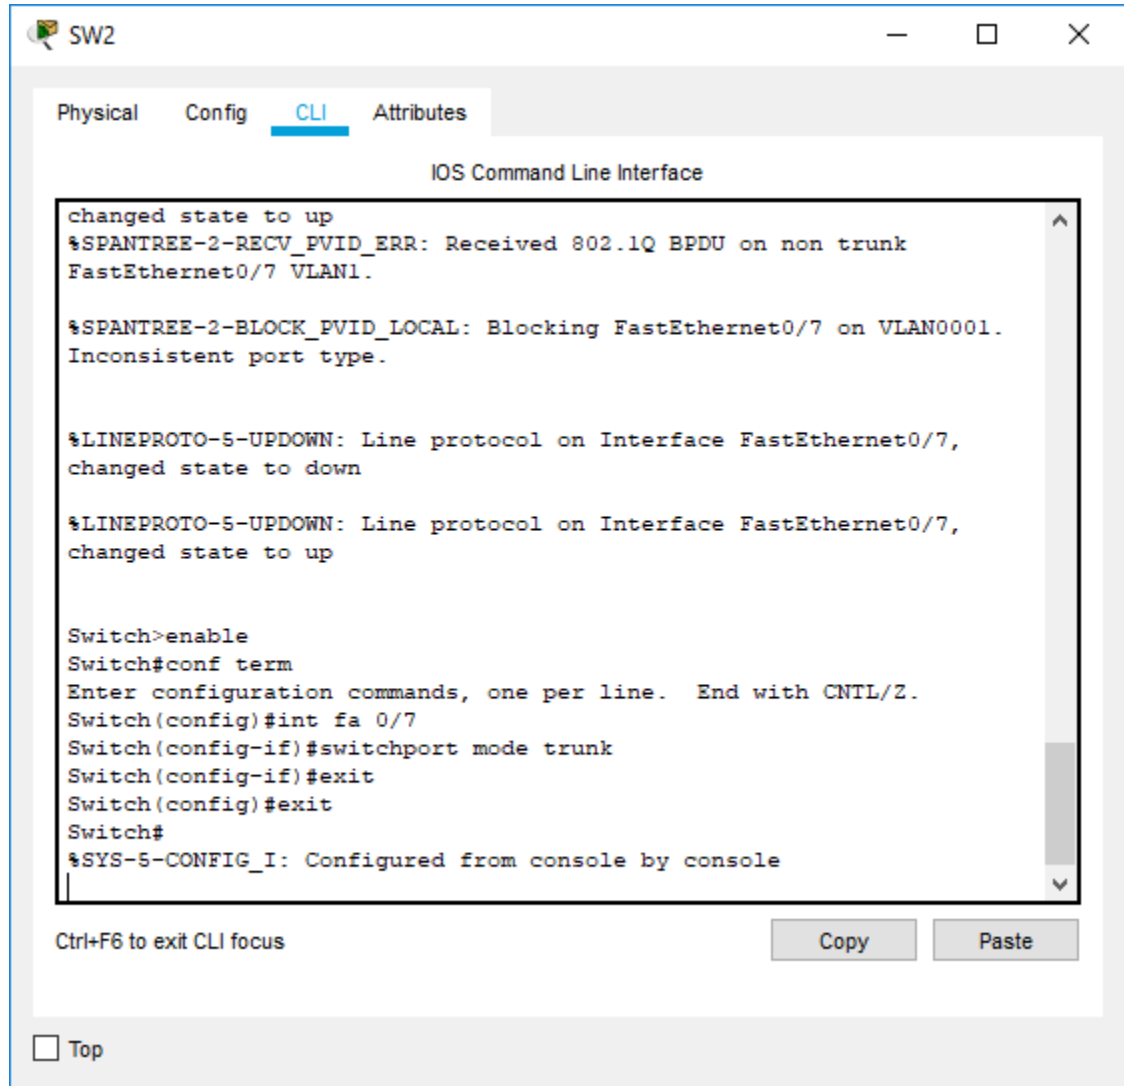 SW2
Physical Config CLI Attributes
IOS Command Line Interface
changed state to up
%SPANTREE-2-RECV_PVID_ERR: Received 802.1Q BPDU on non trunk
FastEthernet0/7 VLAN1.
%SPANTREE-2-BLOCK_PVID_LOCAL: Blocking FastEthernet0/7 on VLAN0001.
Inconsistent port type.
%LINEPROTO-5-UPDOWN: Line protocol on Interface FastEthernet0/7,
changed state to down
%LINEPROTO-5-UPDOWN: Line protocol on Interface FastEthernet0/7,
changed state to up
Switch>enable
Switch#conf term
Enter configuration commands, one per line.  End with CNTL/Z.
Switch(config)#int fa 0/7
Switch(config-if)#switchport mode trunk
Switch(config-if)#exit
Switch(config)#exit
Switch#
%SYS-5-CONFIG_I: Configured from console by console
Ctrl+F6 to exit CLI focus
Copy Paste
Top